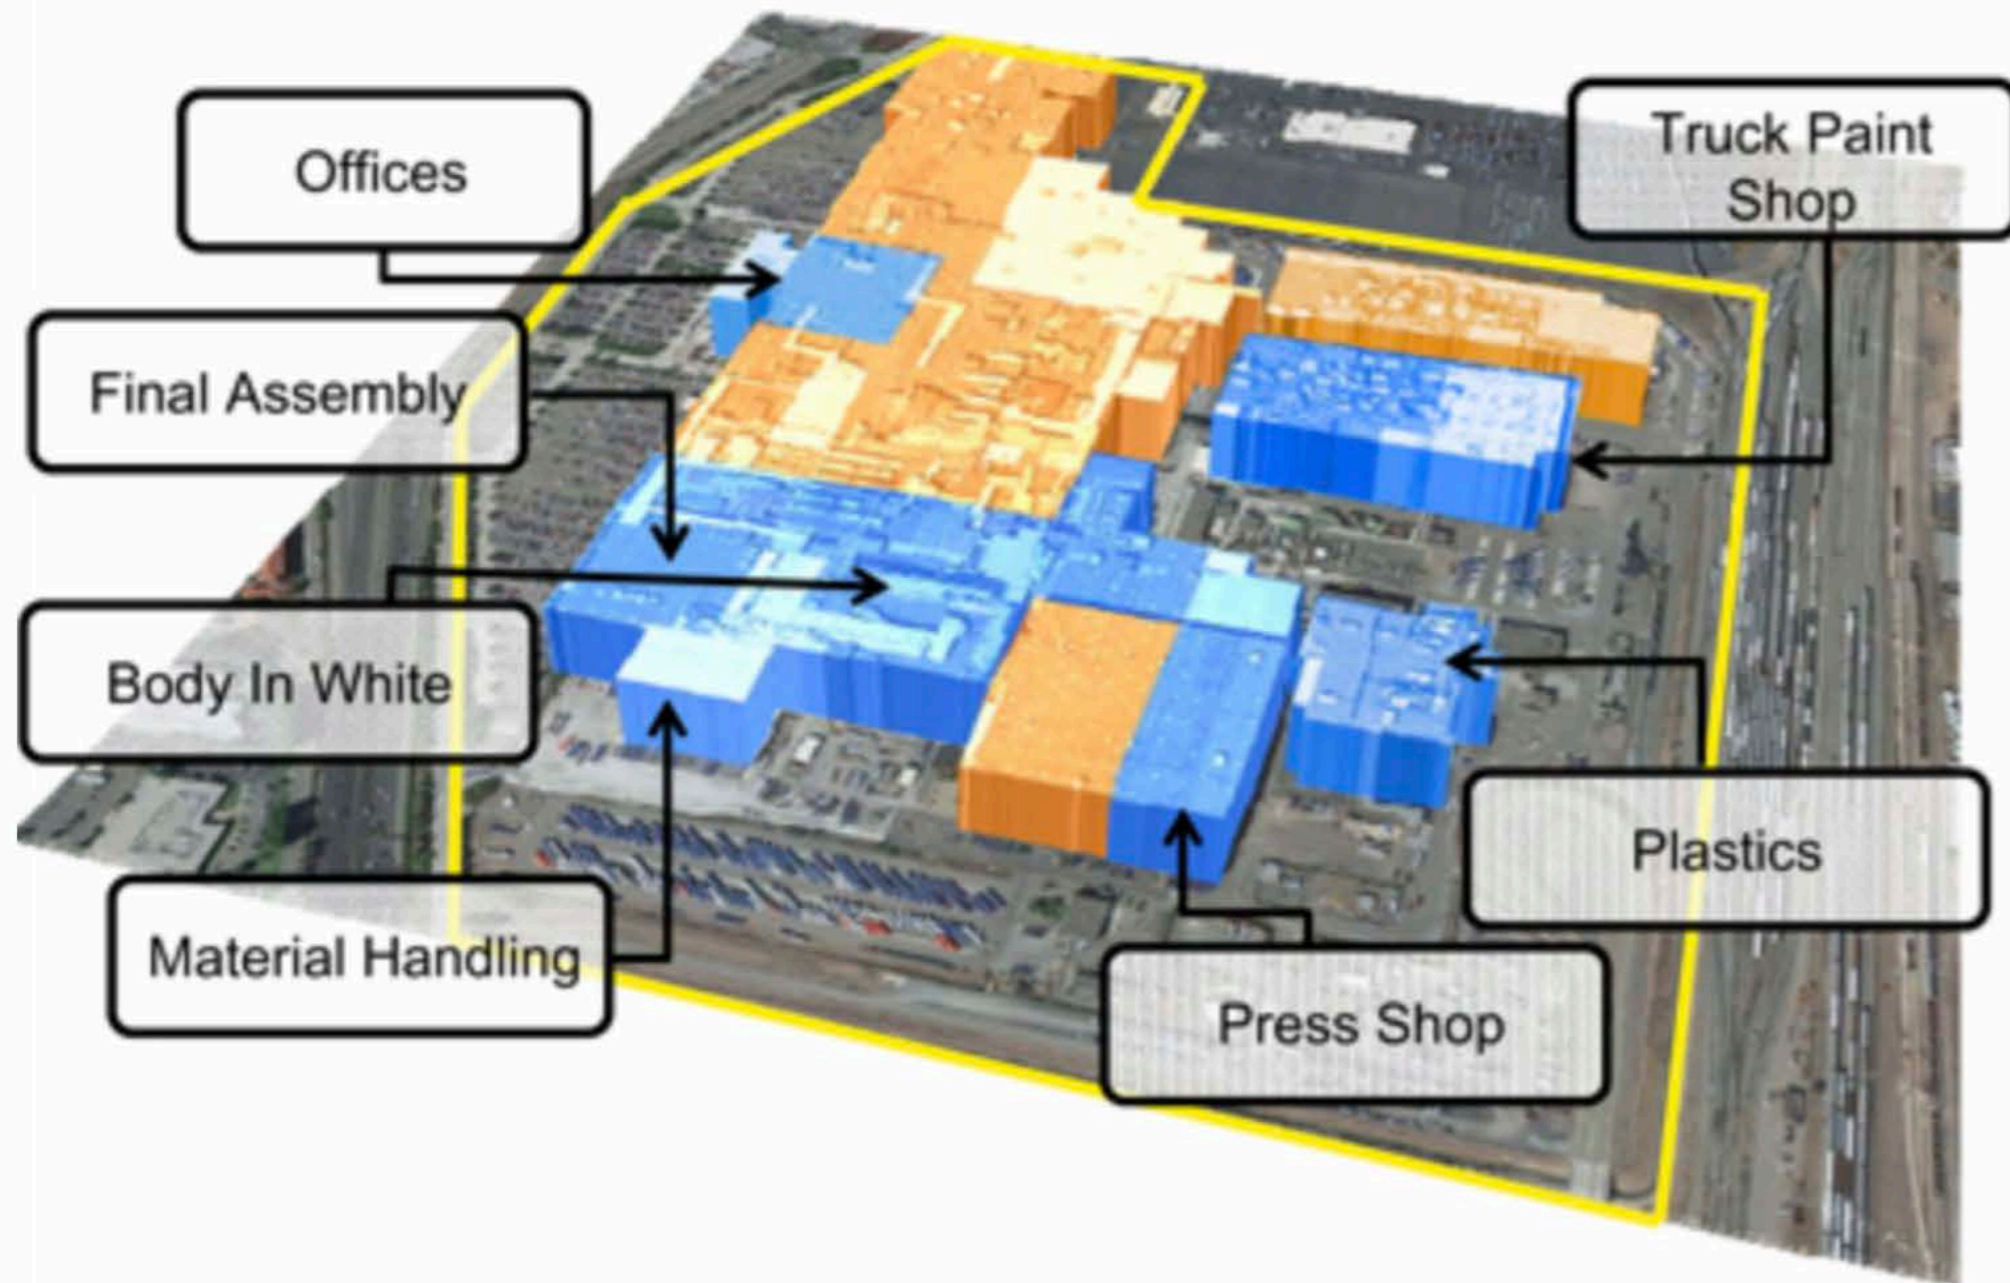 Offices
Truck Paint
Shop
Final Assembly
Body In White
Plastics
Material Handling
Press Shop